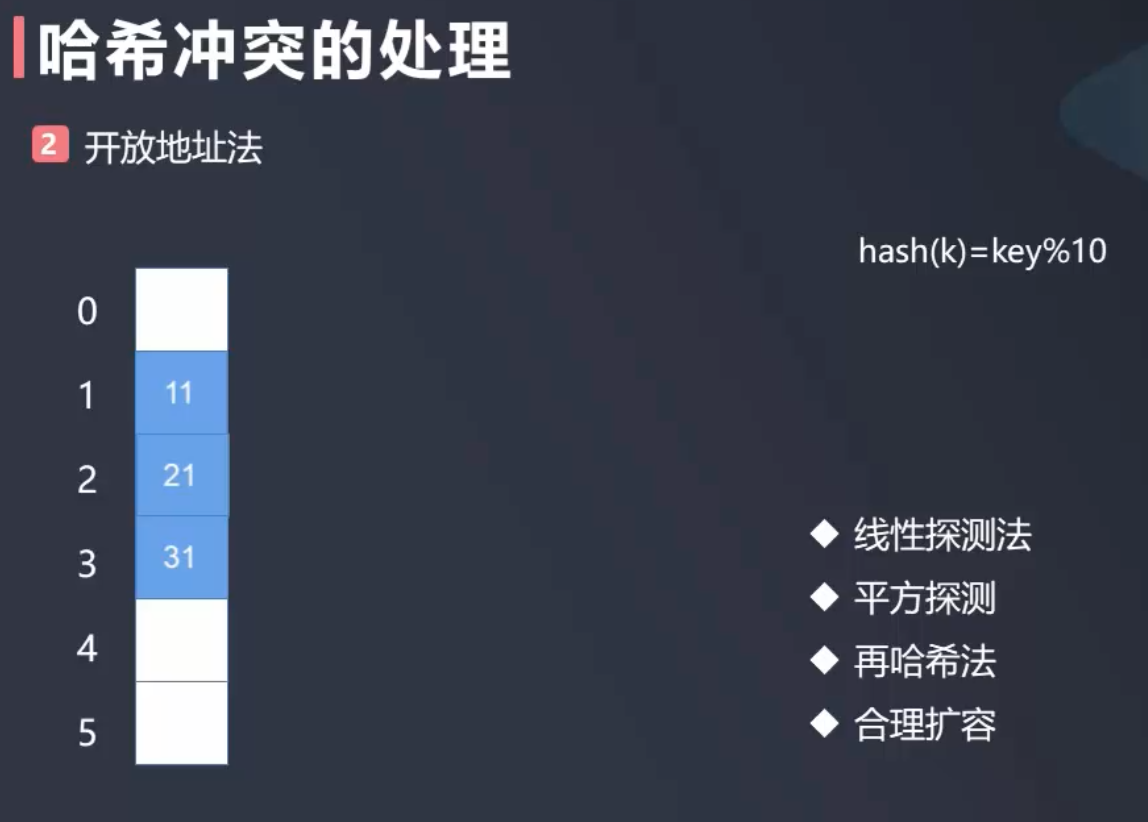 哈希冲突的处理
2 开放地址法
hash(k)=key%10
0
1 11
2 21
3 31
4
5
线性探测法
平方探测
再哈希法
合理扩容